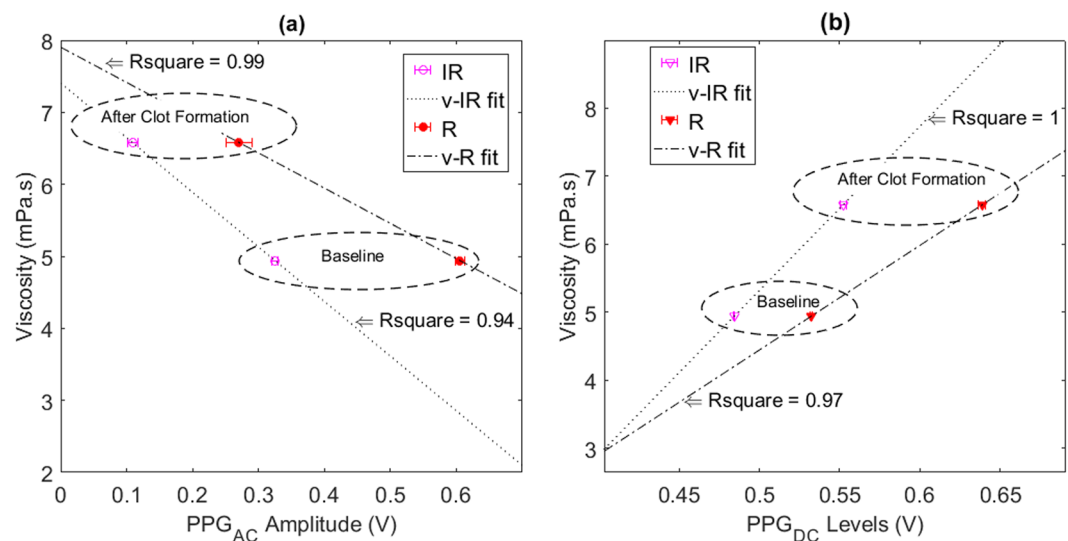 (a)
8
7
6
5
4
3
2
Viscosity (mPa.s)
⇐ Rsquare = 0.99
After Clot Formation
Baseline
⇐ Rsquare = 0.94
IR
v-IR fit
R
v-R fit
0 0.1 0.2 0.3 0.4 0.5 0.6
PPG_AC Amplitude (V)
(b)
8
7
6
5
4
3
Viscosity (mPa.s)
IR
v-IR fit
R
v-R fit
⇐ Rsquare = 1
After Clot Formation
Baseline
⇐ Rsquare = 0.97
0.45 0.5 0.55 0.6 0.65
PPG_DC Levels (V)